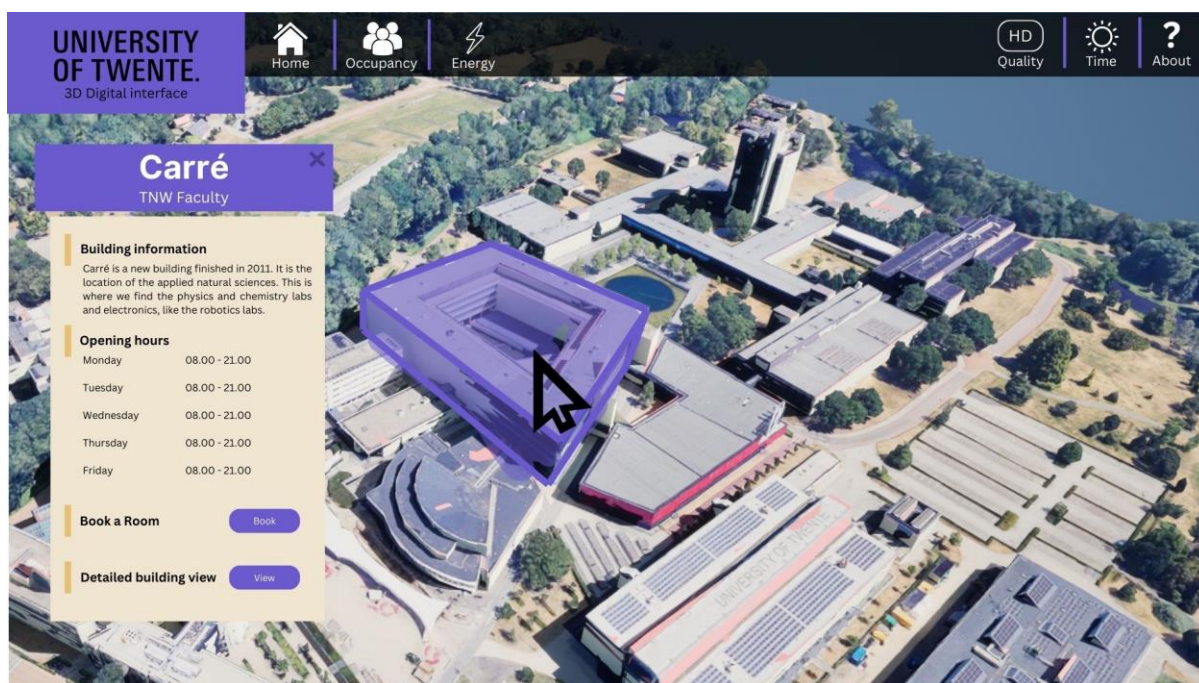 UNIVERSITY
OF TWENTE.
3D Digital interface
Home
Occupancy
Energy
HD
Quality
Time
?
About
Carré
TNW Faculty
Building information
Carré is a new building finished in 2011. It is the
location of the applied natural sciences. This is
where we find the physics and chemistry labs
and electronics, like the robotics labs.
Opening hours
Monday 08.00 - 21.00
Tuesday 08.00 - 21.00
Wednesday 08.00 - 21.00
Thursday 08.00 - 21.00
Friday 08.00 - 21.00
Book a Room Book
Detailed building view View
UNIVERSITY OF TWENTE.